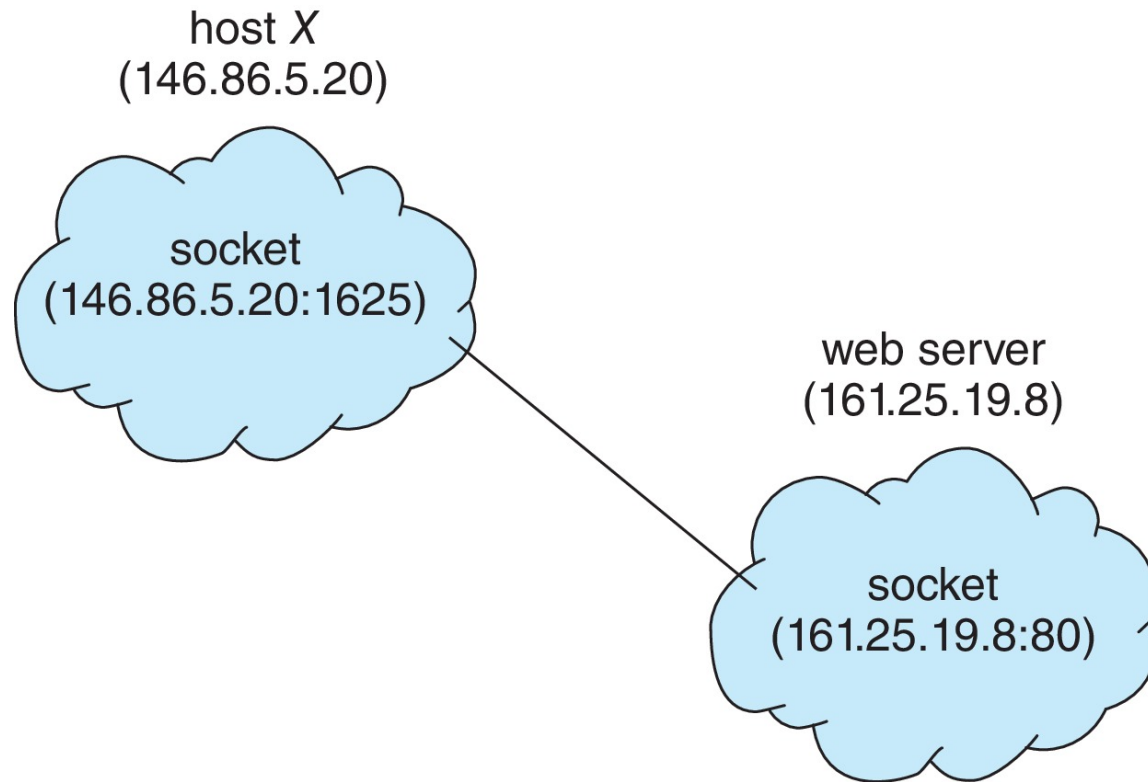 host X
(146.86.5.20)
socket
(146.86.5.20:1625)
web server
(161.25.19.8)
socket
(161.25.19.8:80)